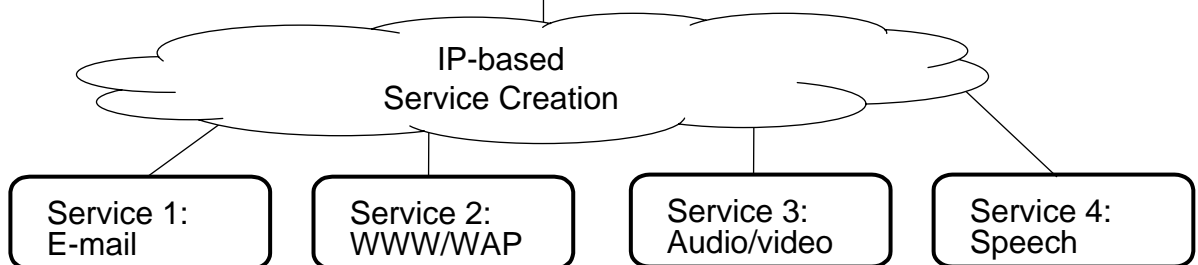 IP-based
Service Creation
Service 1:
E-mail
Service 2:
WWW/WAP
Service 3:
Audio/video
Service 4:
Speech